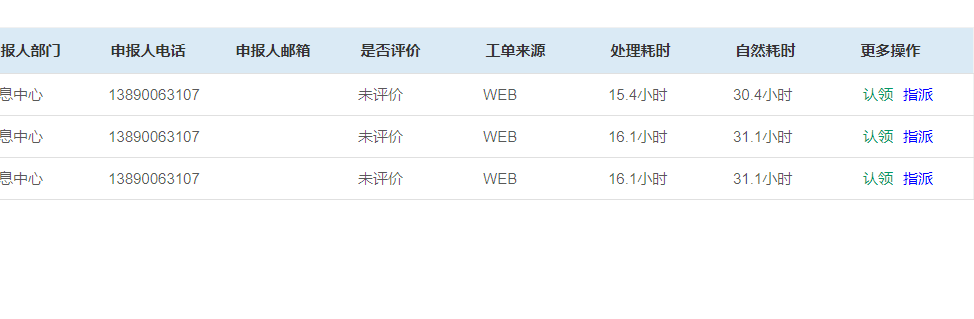 报人部门 申报人电话 申报人邮箱 是否评价 工单来源 处理耗时 自然耗时 更多操作
息中心 13890063107 未评价 WEB 15.4小时 30.4小时 认领 指派
息中心 13890063107 未评价 WEB 16.1小时 31.1小时 认领 指派
息中心 13890063107 未评价 WEB 16.1小时 31.1小时 认领 指派